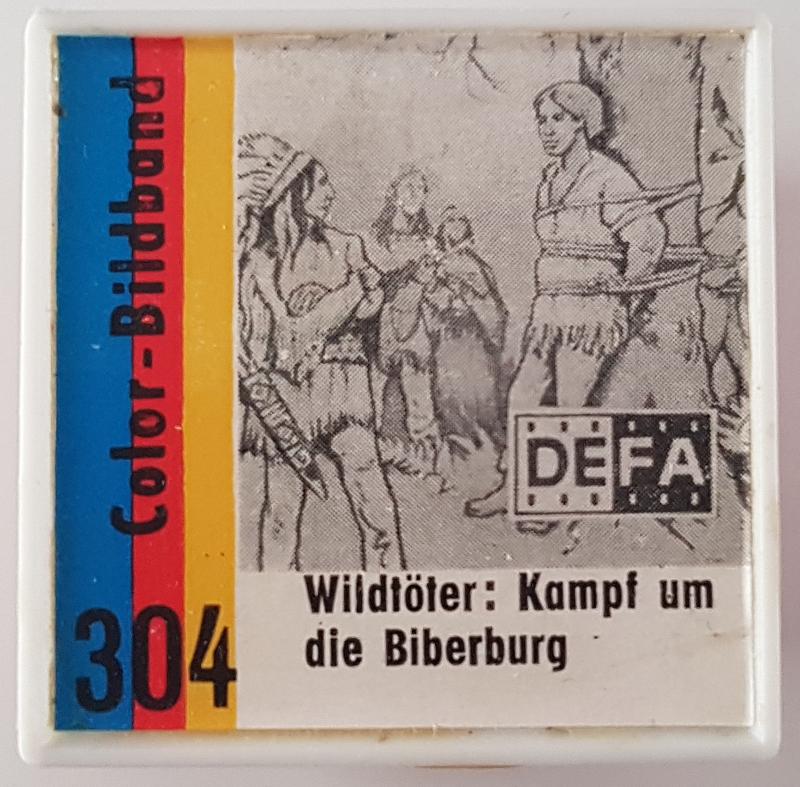 Color-Bildband
304
DEFA
Wildtöter: Kampf um
die Biberburg